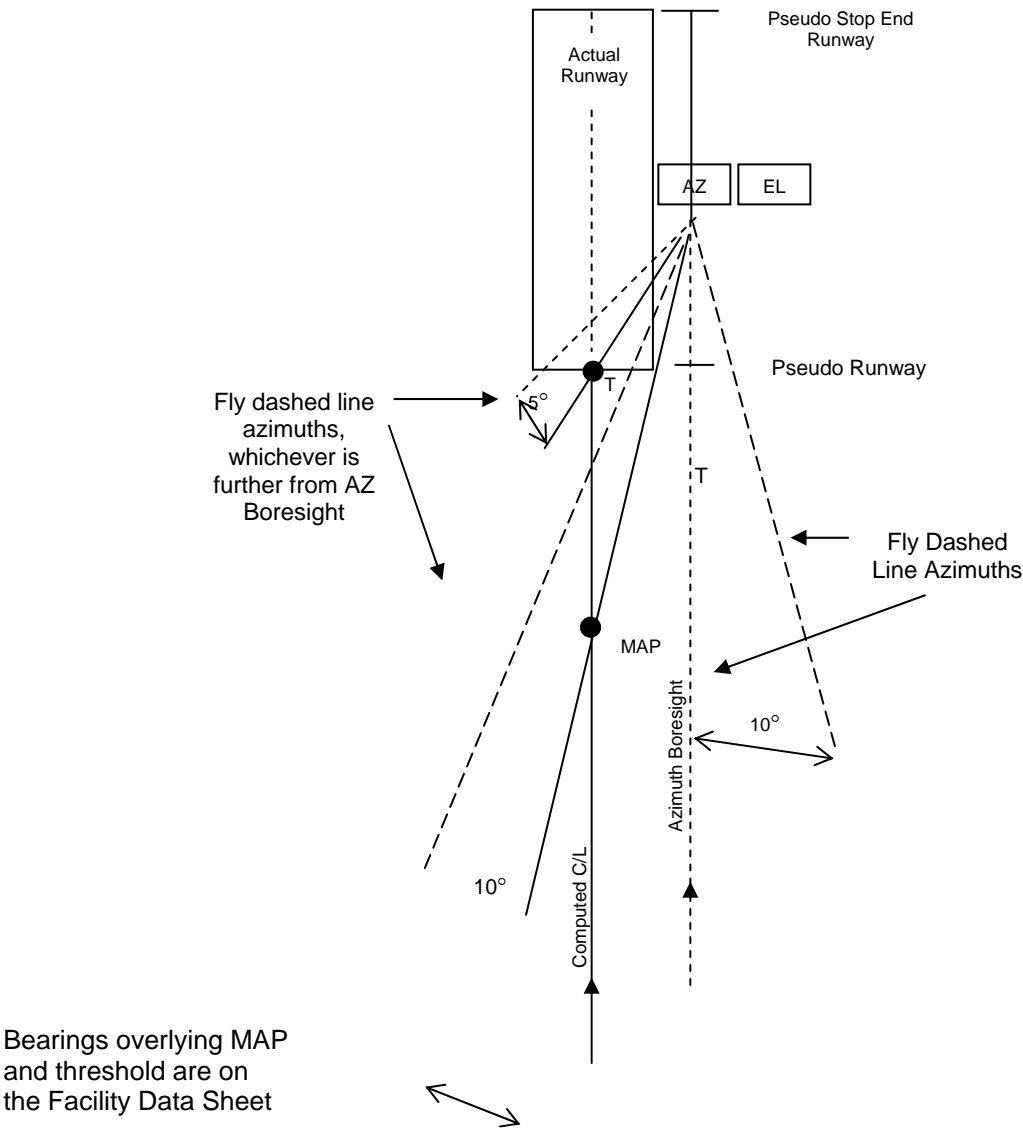 Pseudo Stop End
Runway
Actual
Runway
AZ
EL
Pseudo Runway
T
5°
Fly dashed line
azimuths,
whichever is
further from AZ
Boresight
T
Fly Dashed
Line Azimuths
MAP
Azimuth Boresight
10°
10°
Computed C/L
Bearings overlying MAP
and threshold are on
the Facility Data Sheet